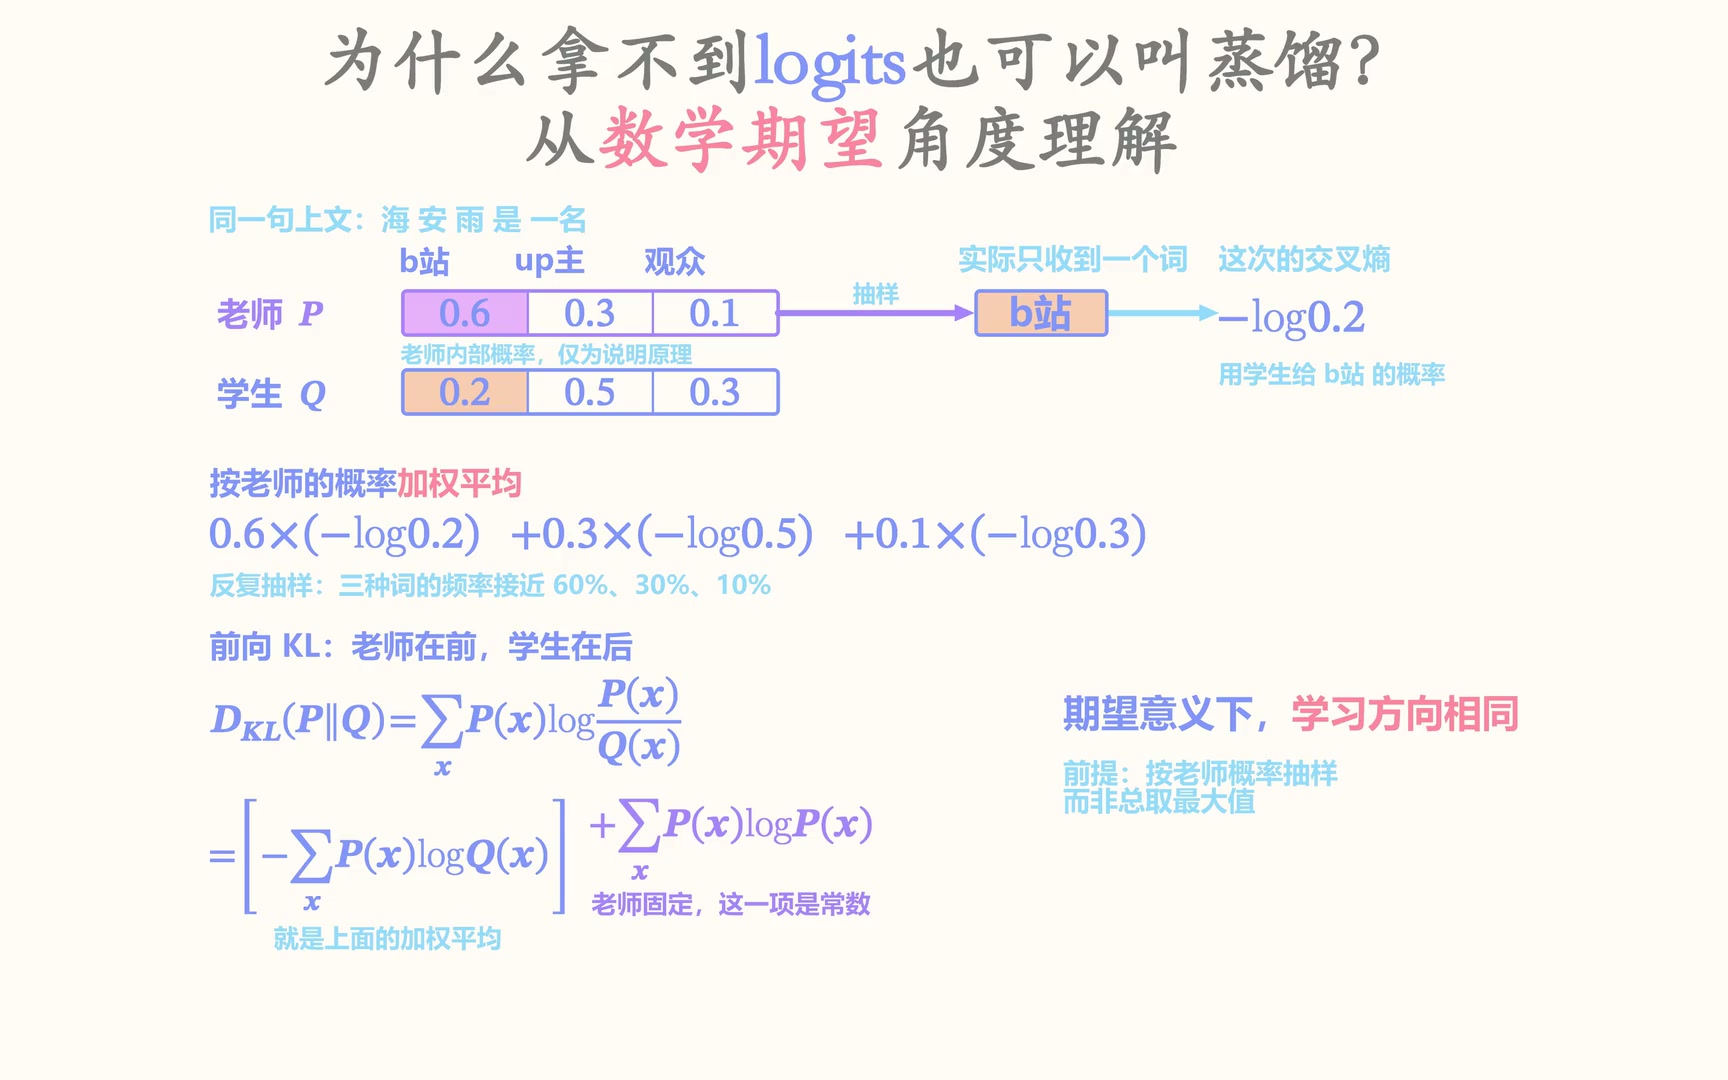 为什么拿不到logits也可以叫蒸馏？
从数学期望角度理解
同一句上文：海 安 雨 是 一名
b站 up主 观众 实际只收到一个词 这次的交叉熵
老师 P 0.6 0.3 0.1 抽样 b站 −log0.2
老师内部概率，仅为说明原理
用学生给 b站 的概率
学生 Q 0.2 0.5 0.3
按老师的概率加权平均
0.6×(−log0.2) +0.3×(−log0.5) +0.1×(−log0.3)
反复抽样：三种词的频率接近 60%、30%、10%
前向 KL：老师在前，学生在后
D_{KL}(P∥Q)=∑_x P(x)log P(x)/Q(x)
=[−∑_x P(x)logQ(x)] +∑_x P(x)logP(x)
老师固定，这一项是常数
就是上面的加权平均
期望意义下，学习方向相同
前提：按老师概率抽样
而非总取最大值